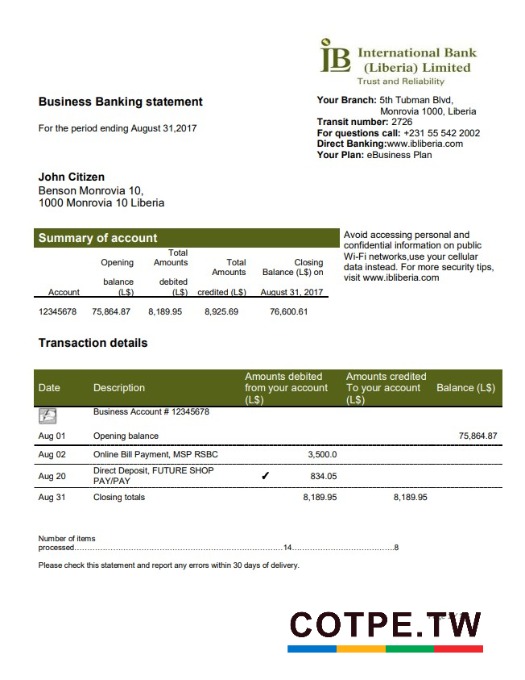 IB International Bank
(Liberia) Limited
Trust and Reliability
Business Banking statement
For the period ending August 31,2017
Your Branch: 5th Tubman Blvd,
Monrovia 1000, Liberia
Transit number: 2726
For questions call: +231 55 542 2002
Direct Banking:www.ibliberia.com
Your Plan: eBusiness Plan
John Citizen
Benson Monrovia 10,
1000 Monrovia 10 Liberia
Summary of account
Account Opening balance (L$) Total Amounts debited (L$) Total Amounts credited (L$) Closing Balance (L$) on August 31, 2017
12345678 75,864.87 8,189.95 8,925.69 76,600.61
Avoid accessing personal and
confidential information on public
Wi-Fi networks,use your cellular
data instead. For more security tips,
visit www.ibliberia.com
Transaction details
Date Description Amounts debited from your account (L$) Amounts credited To your account (L$) Balance (L$)
Business Account # 12345678
Aug 01 Opening balance 75,864.87
Aug 02 Online Bill Payment, MSP RSBC 3,500.0
Aug 20 Direct Deposit, FUTURE SHOP PAY/PAY ✓ 834.05
Aug 31 Closing totals 8,189.95 8,189.95
Number of items
processed.....................................................................14...................................8
Please check this statement and report any errors within 30 days of delivery.
COTPE.TW